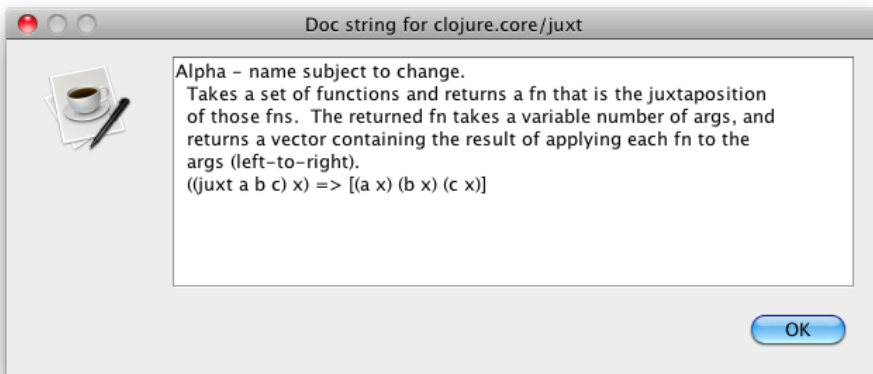 Doc string for clojure.core/juxt
Alpha – name subject to change.
Takes a set of functions and returns a fn that is the juxtaposition
of those fns.  The returned fn takes a variable number of args, and
returns a vector containing the result of applying each fn to the
args (left-to-right).
((juxt a b c) x) => [(a x) (b x) (c x)]
OK